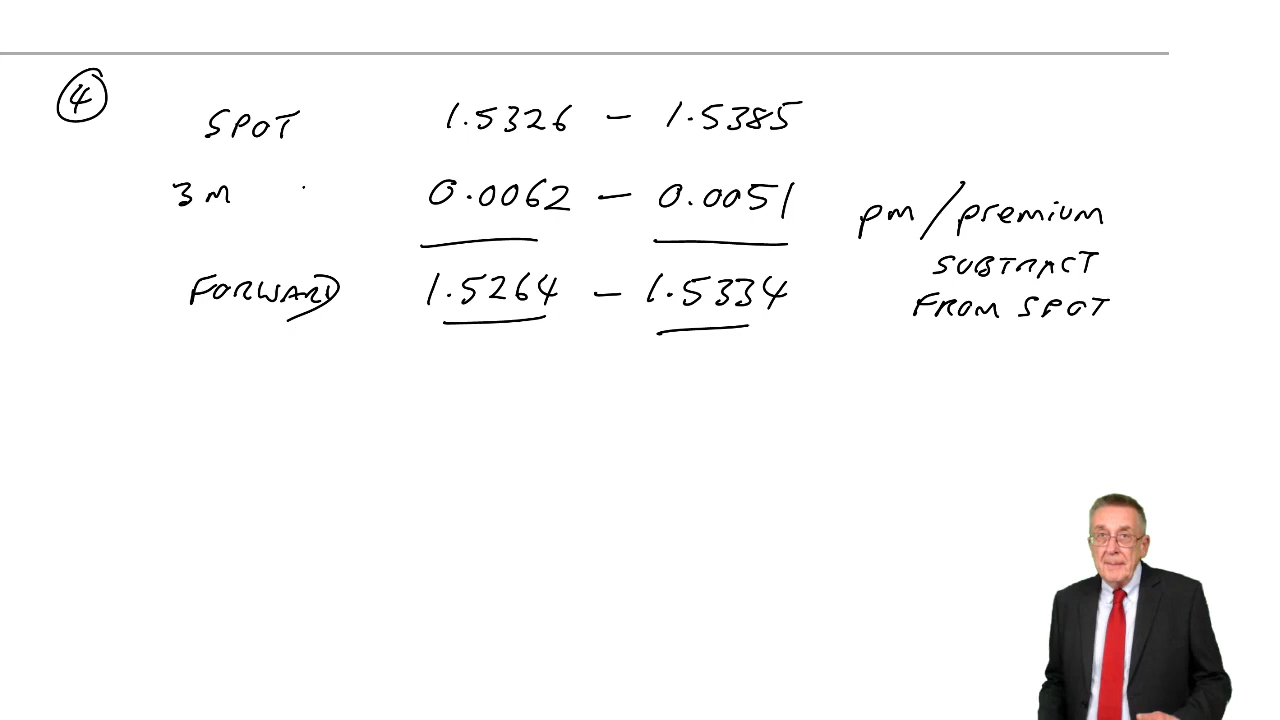 4
SPOT 1.5326 – 1.5385
3M 0.0062 – 0.0051 pm/premium
SUBTRACT
FORWARD 1.5264 – 1.5334 FROM SPOT